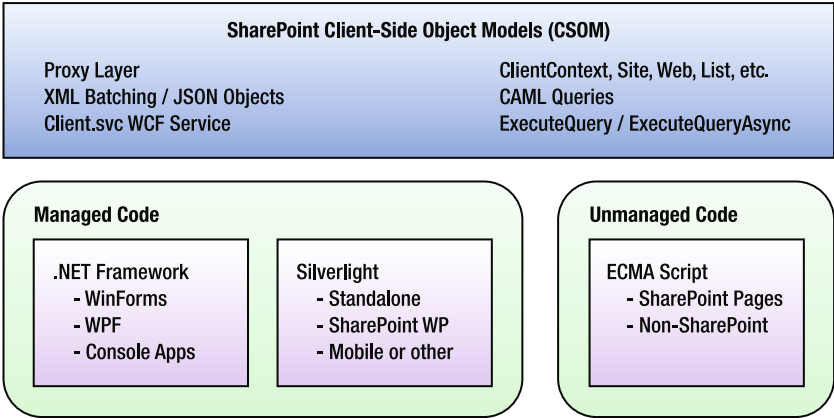 SharePoint Client-Side Object Models (CSOM)
Proxy Layer
XML Batching / JSON Objects
Client.svc WCF Service
ClientContext, Site, Web, List, etc.
CAML Queries
ExecuteQuery / ExecuteQueryAsync
Managed Code
.NET Framework
- WinForms
- WPF
- Console Apps
Silverlight
- Standalone
- SharePoint WP
- Mobile or other
Unmanaged Code
ECMA Script
- SharePoint Pages
- Non-SharePoint